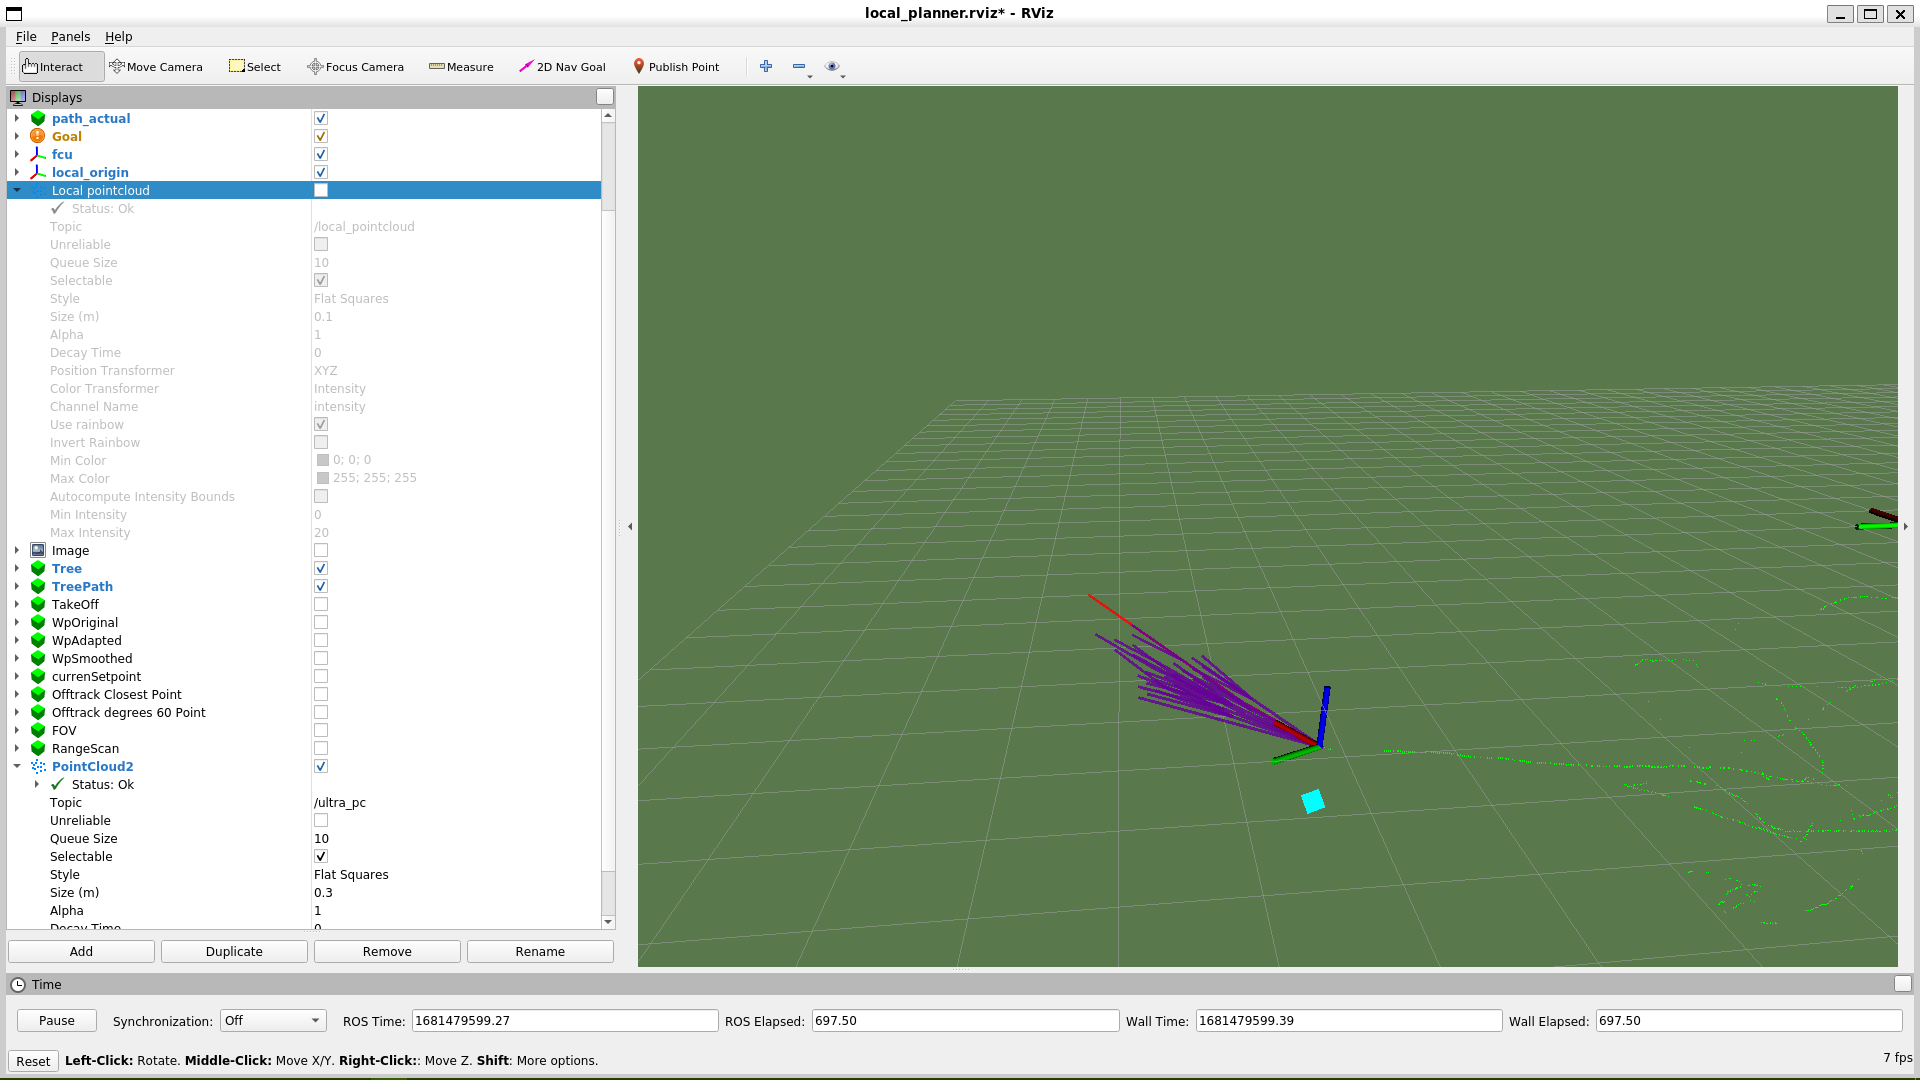 local_planner.rviz* - RViz
File Panels Help
Interact Move Camera Select Focus Camera Measure 2D Nav Goal Publish Point
Displays
path_actual
Goal
fcu
local_origin
Local pointcloud
Status: Ok
Topic /local_pointcloud
Unreliable
Queue Size 10
Selectable
Style Flat Squares
Size (m) 0.1
Alpha 1
Decay Time 0
Position Transformer XYZ
Color Transformer Intensity
Channel Name intensity
Use rainbow
Invert Rainbow
Min Color 0; 0; 0
Max Color 255; 255; 255
Autocompute Intensity Bounds
Min Intensity 0
Max Intensity 20
Image
Tree
TreePath
TakeOff
WpOriginal
WpAdapted
WpSmoothed
currenSetpoint
Offtrack Closest Point
Offtrack degrees 60 Point
FOV
RangeScan
PointCloud2
Status: Ok
Topic /ultra_pc
Unreliable
Queue Size 10
Selectable
Style Flat Squares
Size (m) 0.3
Alpha 1
Decay Time 0
Add Duplicate Remove Rename
Time
Pause Synchronization: Off ROS Time: 1681479599.27 ROS Elapsed: 697.50 Wall Time: 1681479599.39 Wall Elapsed: 697.50
Reset Left-Click: Rotate. Middle-Click: Move X/Y. Right-Click:: Move Z. Shift: More options. 7 fps